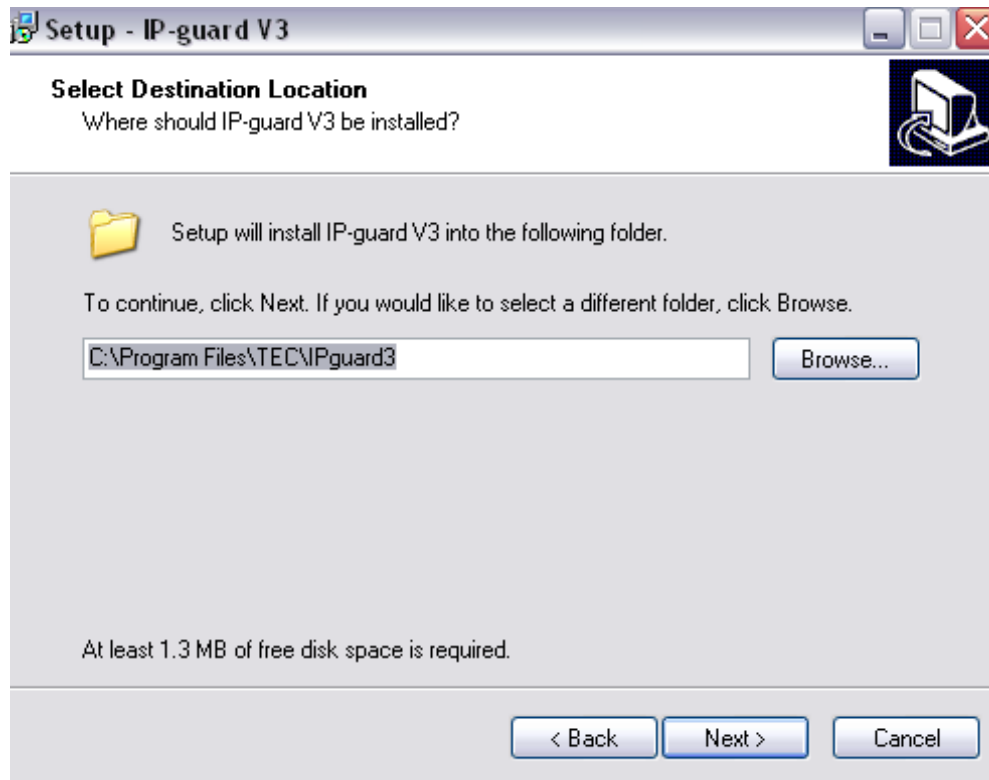 Setup - IP-guard V3
Select Destination Location
Where should IP-guard V3 be installed?
Setup will install IP-guard V3 into the following folder.
To continue, click Next. If you would like to select a different folder, click Browse.
C:\Program Files\TEC\IPguard3
Browse...
At least 1.3 MB of free disk space is required.
< Back
Next >
Cancel